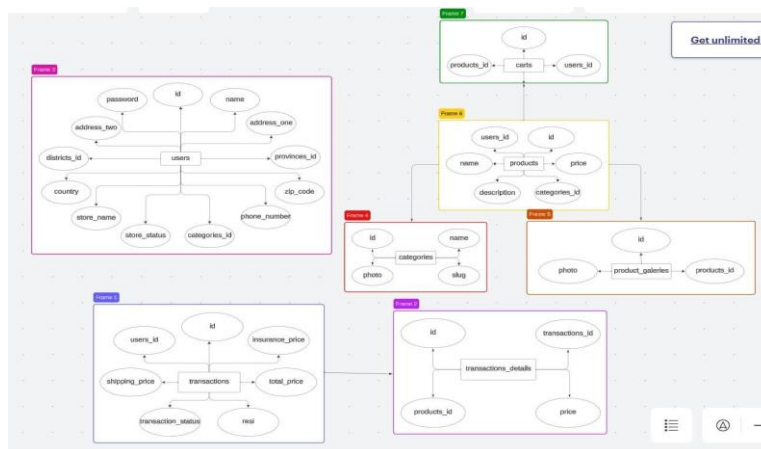 Frame 7
id
products_id
certs
users_id
Get unlimited
Frame 3
password
id
name
address_two
address_one
districts_id
users
provinces_id
country
zip_code
store_name
phone_number
store_status
categories_id
Frame 6
users_id
id
name
products
price
description
categories_id
Frame 4
id
name
categories
photo
slug
Frame 5
id
photo
product_galeries
products_id
Frame 1
id
users_id
insurance_price
shipping_price
transactions
total_price
transaction_status
resi
Frame 2
id
transactions_id
transactions_details
products_id
price